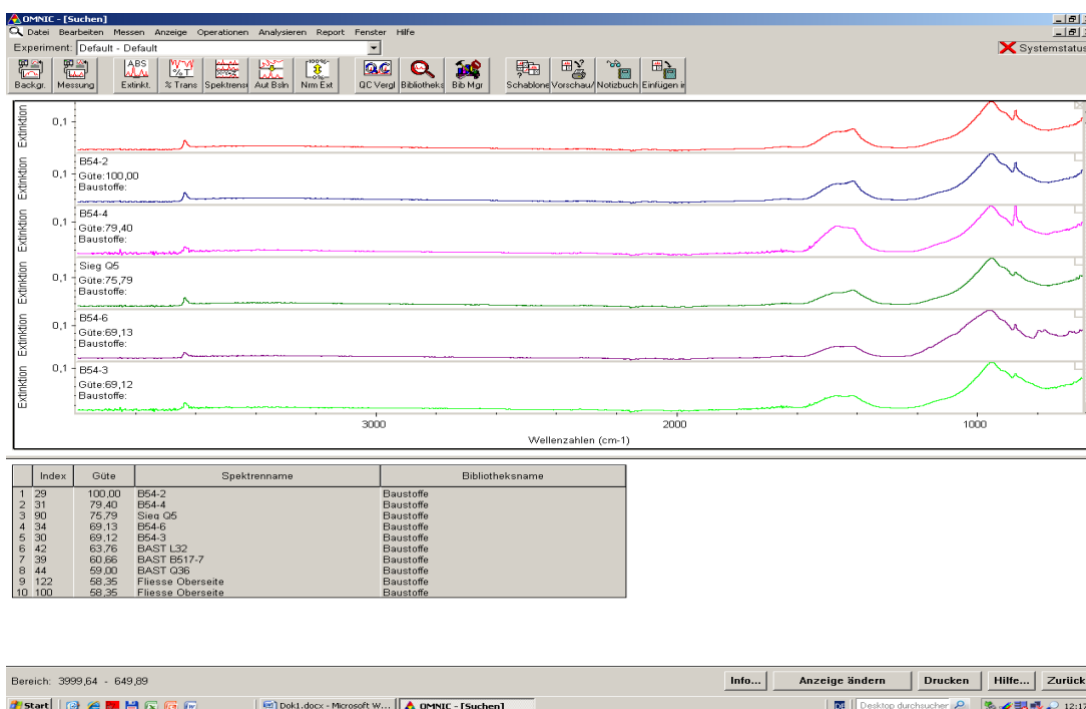 OMNIC - [Suchen]
Datei Bearbeiten Messen Anzeige Operationen Analysieren Report Fenster Hilfe
Experiment: Default - Default
Systemstatus
ABS
%T
Backgr. Messung Extinkt. % Trans Spektrens Aut Bsln Nrm Ext QC Vergl Bibliotheks Bib Mgr Schablone Vorschau/ Notizbuch Einfügen i
Extinktion 0,1
Extinktion 0,1
B54-2
Güte:100,00
Baustoffe:
Extinktion 0,1
B54-4
Güte:79,40
Baustoffe:
Extinktion 0,1
Sieg Q5
Güte:75,79
Baustoffe:
Extinktion 0,1
B54-6
Güte:69,13
Baustoffe:
Extinktion 0,1
B54-3
Güte:69,12
Baustoffe:
3000 2000 1000
Wellenzahlen (cm-1)
Index Güte Spektrenname Bibliotheksname
1 29 100,00 B54-2 Baustoffe
2 31 79,40 B54-4 Baustoffe
3 90 75,79 Sieg Q5 Baustoffe
4 34 69,13 B54-6 Baustoffe
5 30 69,12 B54-3 Baustoffe
6 42 63,76 BAST L32 Baustoffe
7 39 60,66 BAST B517-7 Baustoffe
8 44 59,00 BAST Q36 Baustoffe
9 122 58,35 Fliesse Oberseite Baustoffe
10 100 58,35 Fliesse Oberseite Baustoffe
Bereich: 3999,64 - 649,89
Info... Anzeige ändern Drucken Hilfe... Zurück
Start Dok1.docx - Microsoft W... OMNIC - [Suchen] Desktop durchsuchen